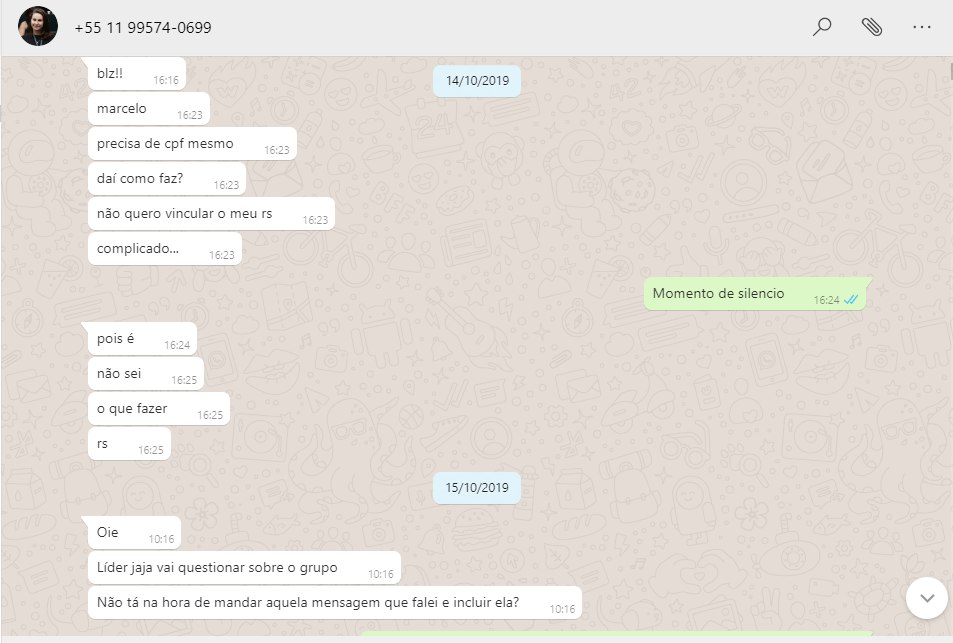 +55 11 99574-0699
blz!! 16:16
14/10/2019
marcelo 16:23
precisa de cpf mesmo 16:23
daí como faz? 16:23
não quero vincular o meu rs 16:23
complicado... 16:23
Momento de silencio 16:24
pois é 16:24
não sei 16:25
o que fazer 16:25
rs 16:25
15/10/2019
Oie 10:16
Líder jaja vai questionar sobre o grupo 10:16
Não tá na hora de mandar aquela mensagem que falei e incluir ela? 10:16